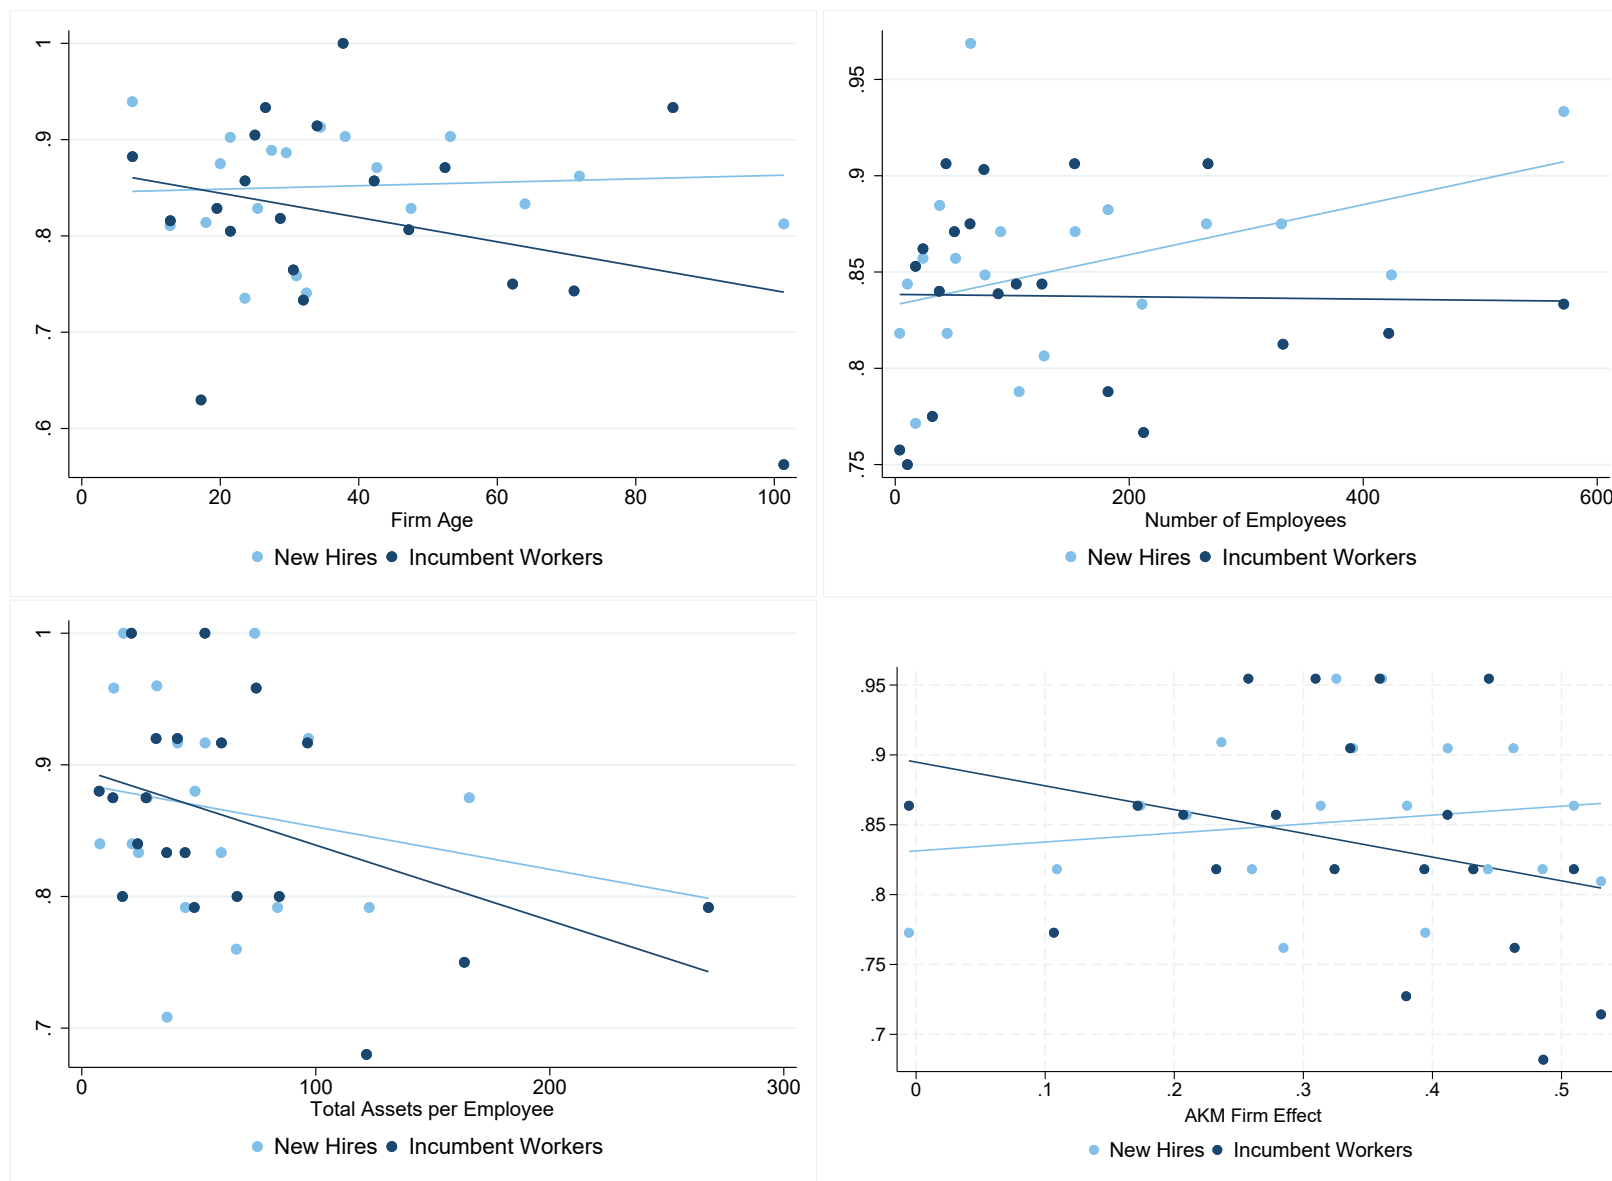 1
.9
.8
.7
.6
0 20 40 60 80 100
Firm Age
New Hires Incumbent Workers
.95
.9
.85
.8
.75
0 200 400 600
Number of Employees
New Hires Incumbent Workers
1
.9
.8
.7
0 100 200 300
Total Assets per Employee
New Hires Incumbent Workers
.95
.9
.85
.8
.75
.7
0 .1 .2 .3 .4 .5
AKM Firm Effect
New Hires Incumbent Workers